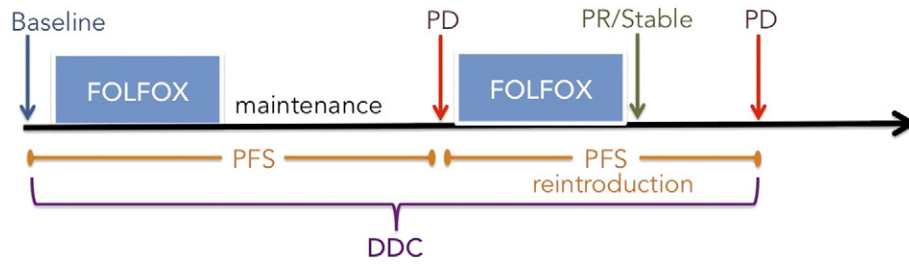 Baseline
PD
PR/Stable
PD
FOLFOX
maintenance
FOLFOX
PFS
PFS
reintroduction
DDC